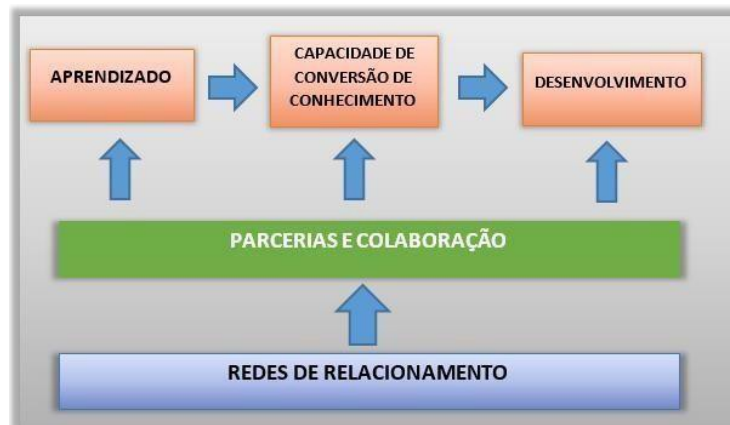 APRENDIZADO
CAPACIDADE DE
CONVERSÃO DE
CONHECIMENTO
DESENVOLVIMENTO
PARCERIAS E COLABORAÇÃO
REDES DE RELACIONAMENTO